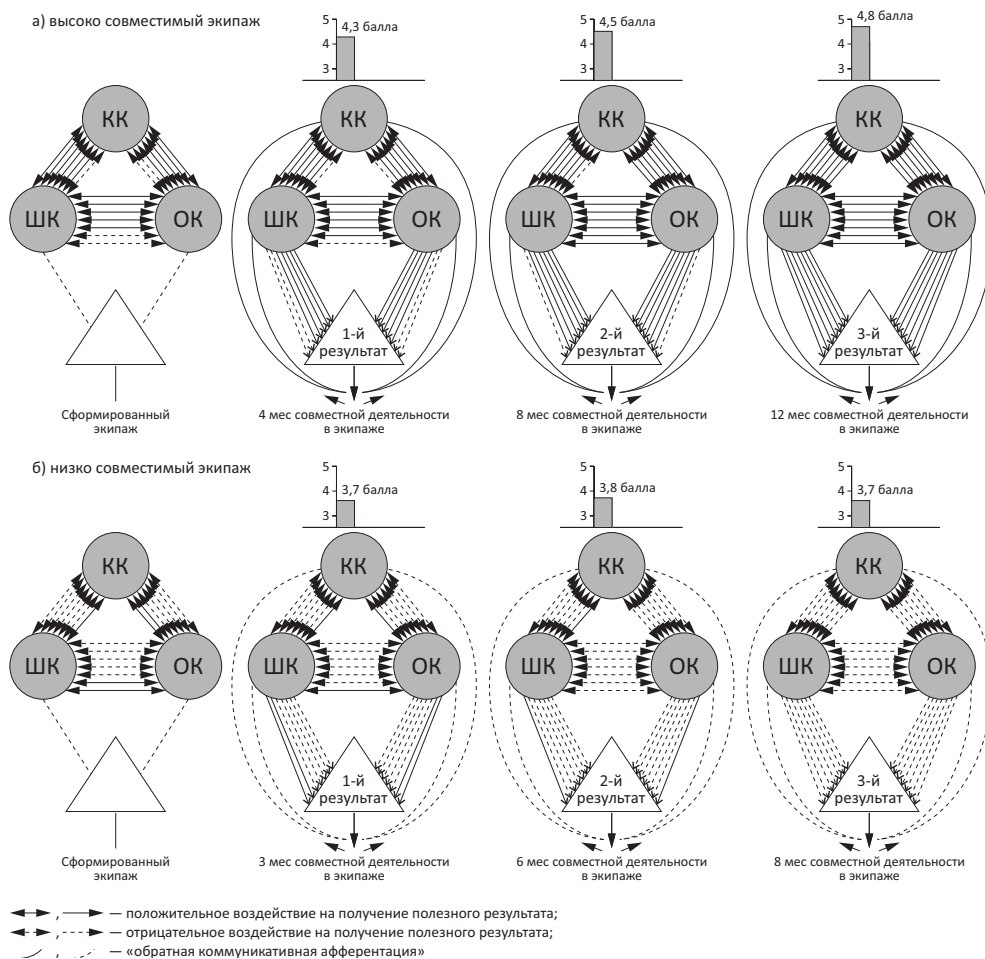 а) высоко совместимый экипаж
5
4
3
4,3 балла
5
4
3
4,5 балла
5
4
3
4,8 балла
КК
ШК
ОК
Сформированный
экипаж
КК
ШК
ОК
1-й
результат
4 мес совместной деятельности
в экипаже
КК
ШК
ОК
2-й
результат
8 мес совместной деятельности
в экипаже
КК
ШК
ОК
3-й
результат
12 мес совместной деятельности
в экипаже
б) низко совместимый экипаж
5
4
3
3,7 балла
5
4
3
3,8 балла
5
4
3
3,7 балла
КК
ШК
ОК
Сформированный
экипаж
КК
ШК
ОК
1-й
результат
3 мес совместной деятельности
в экипаже
КК
ШК
ОК
2-й
результат
6 мес совместной деятельности
в экипаже
КК
ШК
ОК
3-й
результат
8 мес совместной деятельности
в экипаже
, — положительное воздействие на получение полезного результата;
, — отрицательное воздействие на получение полезного результата;
, — «обратная коммуникативная афферентация»